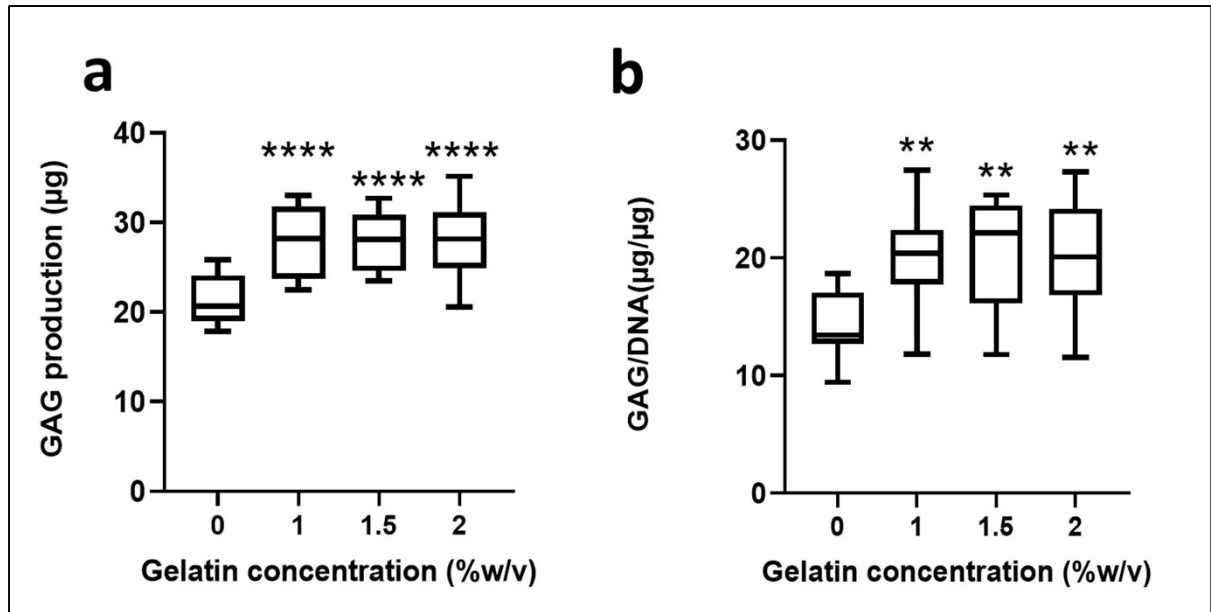 a
GAG production (µg)
40
30
20
10
0
**** **** ****
0 1 1.5 2
Gelatin concentration (%w/v)
b
GAG/DNA(µg/µg)
30
20
10
0
** ** **
0 1 1.5 2
Gelatin concentration (%w/v)